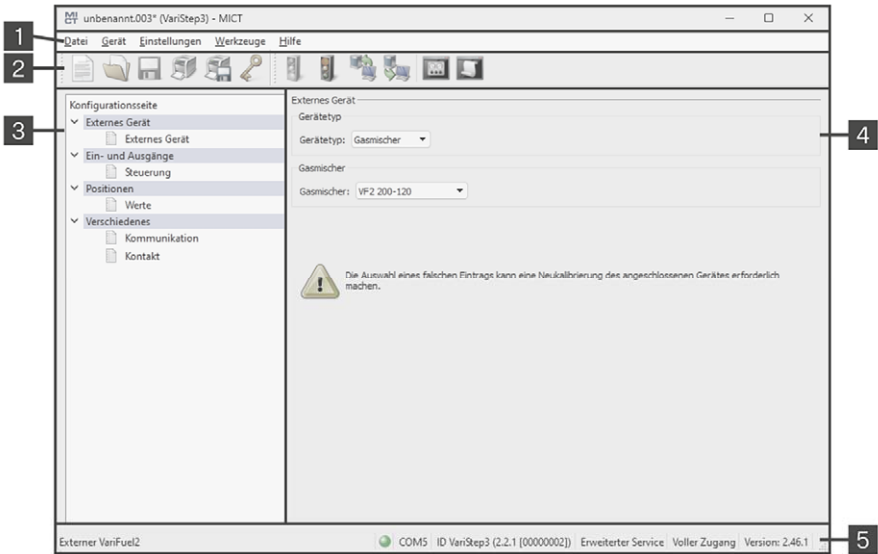 MICT unbenannt.003* (VariStep3) - MICT
1
Datei Gerät Einstellungen Werkzeuge Hilfe
2
3
Konfigurationsseite
Externes Gerät
Externes Gerät
Ein- und Ausgänge
Steuerung
Positionen
Werte
Verschiedenes
Kommunikation
Kontakt
Externes Gerät
Gerätetyp
Gerätetyp: Gasmischer
4
Gasmischer
Gasmischer: VF2 200-120
Die Auswahl eines falschen Eintrags kann eine Neukalibrierung des angeschlossenen Gerätes erforderlich
machen.
Externer VariFuel2 COM5 ID VariStep3 (2.2.1 [00000002]) Erweiterter Service Voller Zugang Version: 2.46.1
5